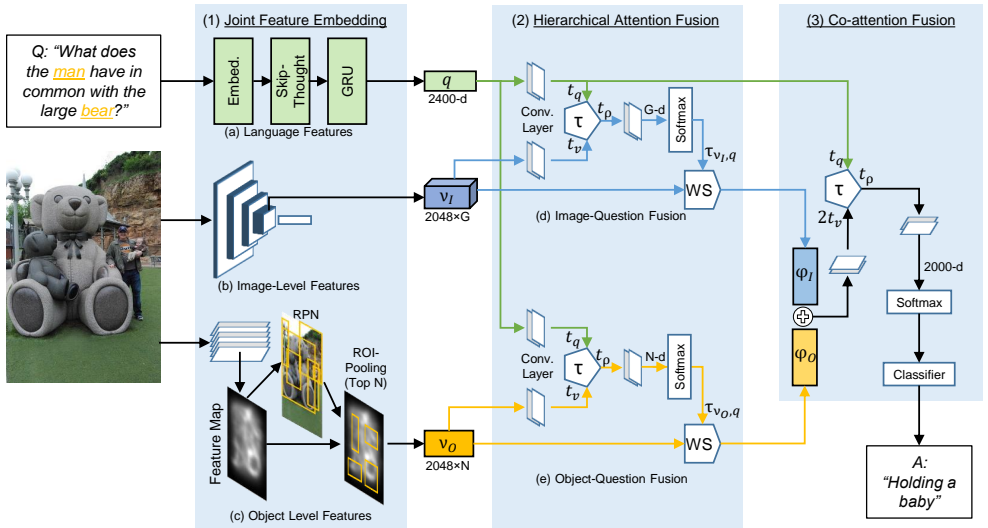 (1) Joint Feature Embedding
(2) Hierarchical Attention Fusion
(3) Co-attention Fusion
Q: “What does
the man have in
common with the
large bear?”
Embed.
Skip-
Thought
GRU
(a) Language Features
q
2400-d
Conv.
Layer
t_q
τ
t_v
t_ρ
G-d
Softmax
τ_{ν_I,q}
WS
(d) Image-Question Fusion
ν_I
2048×G
(b) Image-Level Features
RPN
ROI-
Pooling
(Top N)
Feature Map
(c) Object Level Features
ν_O
2048×N
Conv.
Layer
t_q
τ
t_v
t_ρ
N-d
Softmax
τ_{ν_O,q}
WS
(e) Object-Question Fusion
t_q
τ
t_ρ
2t_v
φ_I
φ_O
2000-d
Softmax
Classifier
A:
“Holding a
baby”